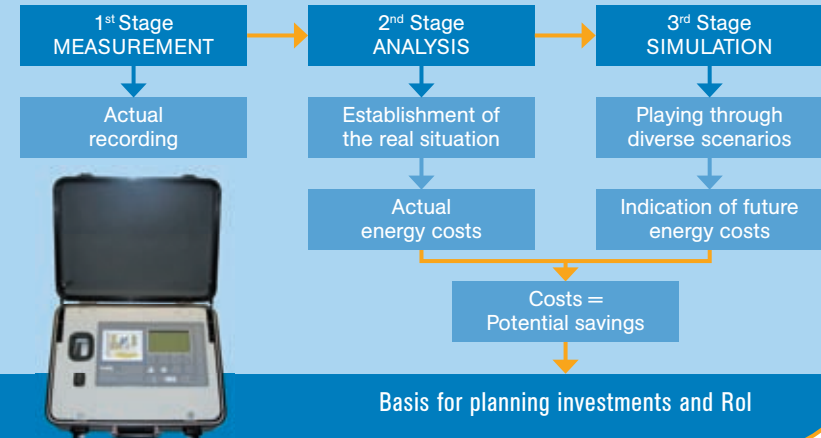 1st Stage
MEASUREMENT
2nd Stage
ANALYSIS
3rd Stage
SIMULATION
Actual
recording
Establishment of
the real situation
Playing through
diverse scenarios
Actual
energy costs
Indication of future
energy costs
Costs =
Potential savings
Basis for planning investments and RoI